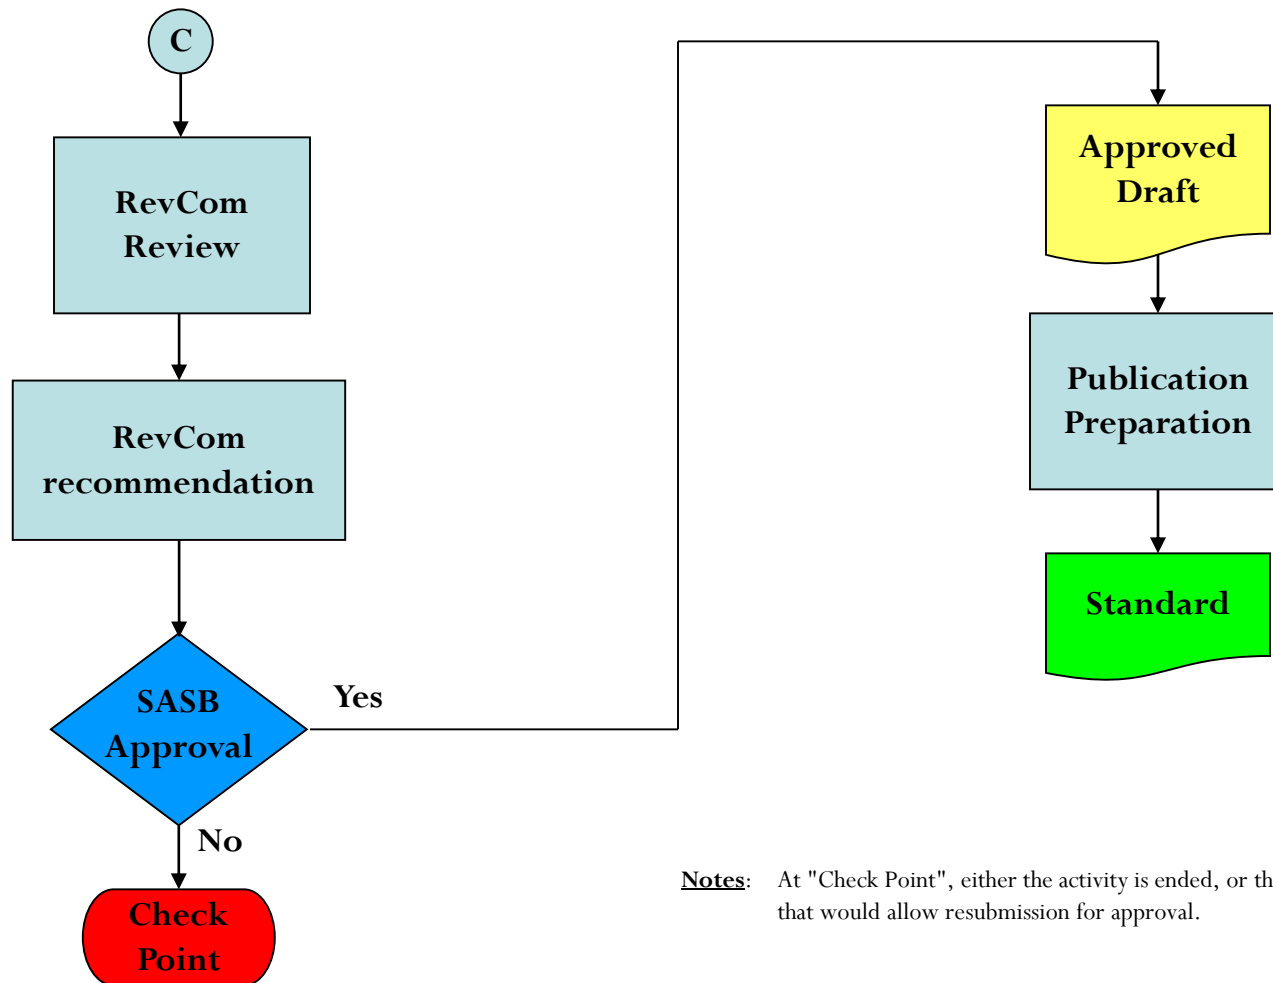 C
RevCom
Review
RevCom
recommendation
SASB
Approval
Yes
No
Check
Point
Approved
Draft
Publication
Preparation
Standard
Notes: At "Check Point", either the activity is ended, or
that would allow resubmission for approval.